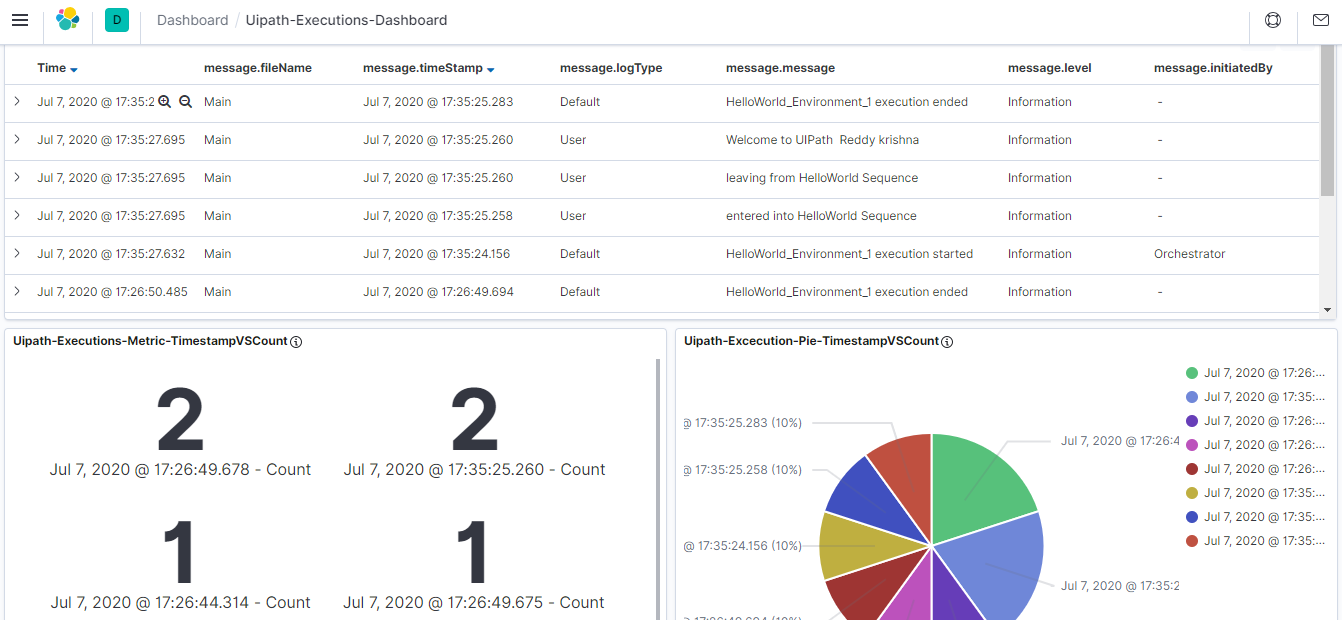 D Dashboard / Uipath-Executions-Dashboard
Time message.fileName message.timeStamp message.logType message.message message.level message.initiatedBy
Jul 7, 2020 @ 17:35:2 Main Jul 7, 2020 @ 17:35:25.283 Default HelloWorld_Environment_1 execution ended Information -
Jul 7, 2020 @ 17:35:27.695 Main Jul 7, 2020 @ 17:35:25.260 User Welcome to UIPath Reddy krishna Information -
Jul 7, 2020 @ 17:35:27.695 Main Jul 7, 2020 @ 17:35:25.260 User leaving from HelloWorld Sequence Information -
Jul 7, 2020 @ 17:35:27.695 Main Jul 7, 2020 @ 17:35:25.258 User entered into HelloWorld Sequence Information -
Jul 7, 2020 @ 17:35:27.632 Main Jul 7, 2020 @ 17:35:24.156 Default HelloWorld_Environment_1 execution started Information Orchestrator
Jul 7, 2020 @ 17:26:50.485 Main Jul 7, 2020 @ 17:26:49.694 Default HelloWorld_Environment_1 execution ended Information -
Uipath-Executions-Metric-TimestampVSCount
2
Jul 7, 2020 @ 17:26:49.678 - Count
2
Jul 7, 2020 @ 17:35:25.260 - Count
1
Jul 7, 2020 @ 17:26:44.314 - Count
1
Jul 7, 2020 @ 17:26:49.675 - Count
Uipath-Excecution-Pie-TimestampVSCount
@ 17:35:25.283 (10%)
@ 17:35:25.258 (10%)
@ 17:35:24.156 (10%)
Jul 7, 2020 @ 17:26:4
Jul 7, 2020 @ 17:35:2
Jul 7, 2020 @ 17:26:...
Jul 7, 2020 @ 17:35:...
Jul 7, 2020 @ 17:26:...
Jul 7, 2020 @ 17:26:...
Jul 7, 2020 @ 17:26:...
Jul 7, 2020 @ 17:35:...
Jul 7, 2020 @ 17:35:...
Jul 7, 2020 @ 17:35:...